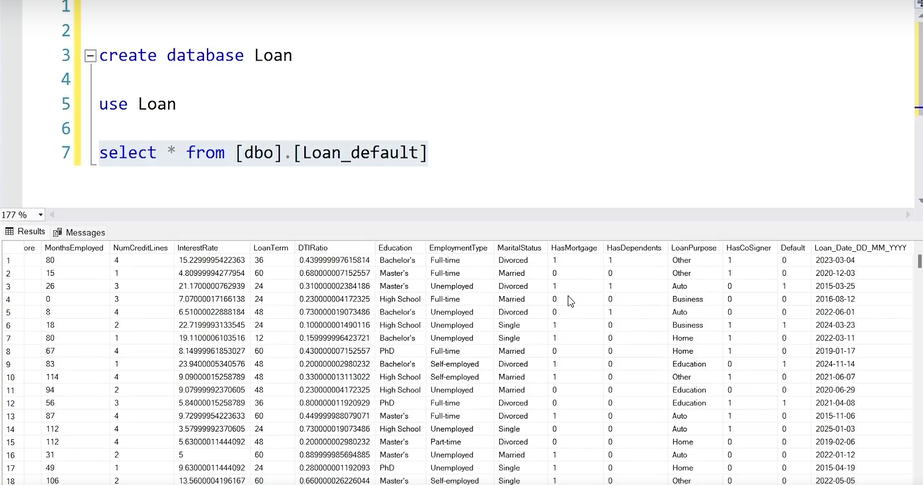 1
2
3 create database Loan
4
5 use Loan
6
7 select * from [dbo].[Loan_default]
177 %
Results Messages
ore MonthsEmployed NumCreditLines InterestRate LoanTerm DTIRatio Education EmploymentType MaritalStatus HasMortgage HasDependents LoanPurpose HasCoSigner Default Loan_Date_DD_MM_YYYY
1 80 4 15.2299995422363 36 0.439999997615814 Bachelor's Full-time Divorced 1 1 Other 1 0 2023-03-04
2 15 1 4.80999994277954 60 0.680000007152557 Master's Full-time Married 0 0 Other 1 0 2020-12-03
3 26 3 21.1700000762939 24 0.310000002384186 Master's Unemployed Divorced 1 1 Auto 0 1 2015-03-25
4 0 3 7.07000017166138 24 0.230000004172325 High School Full-time Married 0 0 Business 0 0 2016-08-12
5 8 4 6.51000022888184 48 0.730000019073486 Bachelor's Unemployed Divorced 0 1 Auto 0 0 2022-06-01
6 18 2 22.7199993133545 24 0.100000001490116 High School Unemployed Single 1 0 Business 1 1 2024-03-23
7 80 1 19.1100006103516 12 0.159999996423721 Bachelor's Unemployed Single 1 0 Home 1 0 2022-03-11
8 67 4 8.14999961853027 60 0.430000007152557 PhD Full-time Married 0 0 Home 1 0 2019-01-17
9 83 1 23.9400005340576 48 0.200000002980232 Bachelor's Self-employed Divorced 1 0 Education 0 1 2024-11-14
10 114 4 9.09000015258789 48 0.330000013113022 High School Self-employed Married 1 0 Other 1 0 2021-06-07
11 94 2 9.07999992370605 48 0.230000004172325 High School Unemployed Married 0 0 Education 0 0 2020-06-29
12 56 3 5.84000015258789 36 0.800000011920929 PhD Full-time Divorced 0 0 Education 1 1 2021-04-08
13 87 4 9.72999954223633 60 0.449999988079071 Master's Full-time Divorced 1 0 Auto 1 0 2015-11-06
14 112 4 3.57999992370605 24 0.730000019073486 High School Unemployed Single 0 0 Auto 0 0 2025-01-03
15 112 4 5.63000011444092 48 0.200000002980232 Master's Part-time Divorced 0 0 Home 0 0 2019-02-06
16 31 2 5 60 0.889999985694885 Master's Unemployed Married 0 0 Auto 0 0 2022-01-12
17 49 1 9.63000011444092 24 0.280000001192093 PhD Unemployed Single 1 0 Home 0 0 2015-04-19
18 106 2 13.5600004196167 60 0.660000026226044 Master's Self-employed Single 1 0 Other 0 0 2022-05-05